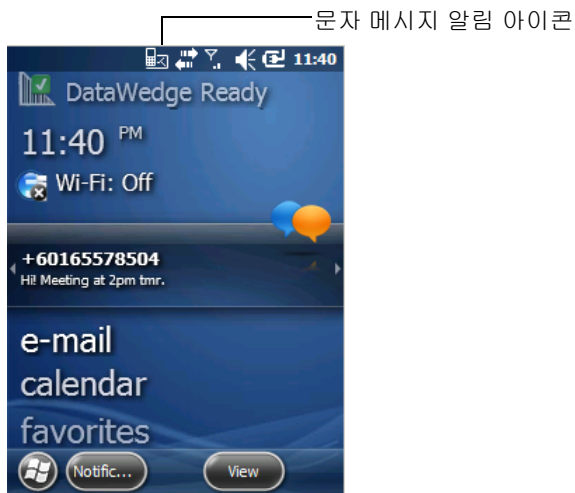 문자 메시지 알림 아이콘
11:40
DataWedge Ready
11:40 PM
Wi-Fi: Off
+60165578504
Hi! Meeting at 2pm tmr.
e-mail
calendar
favorites
Notific...
View